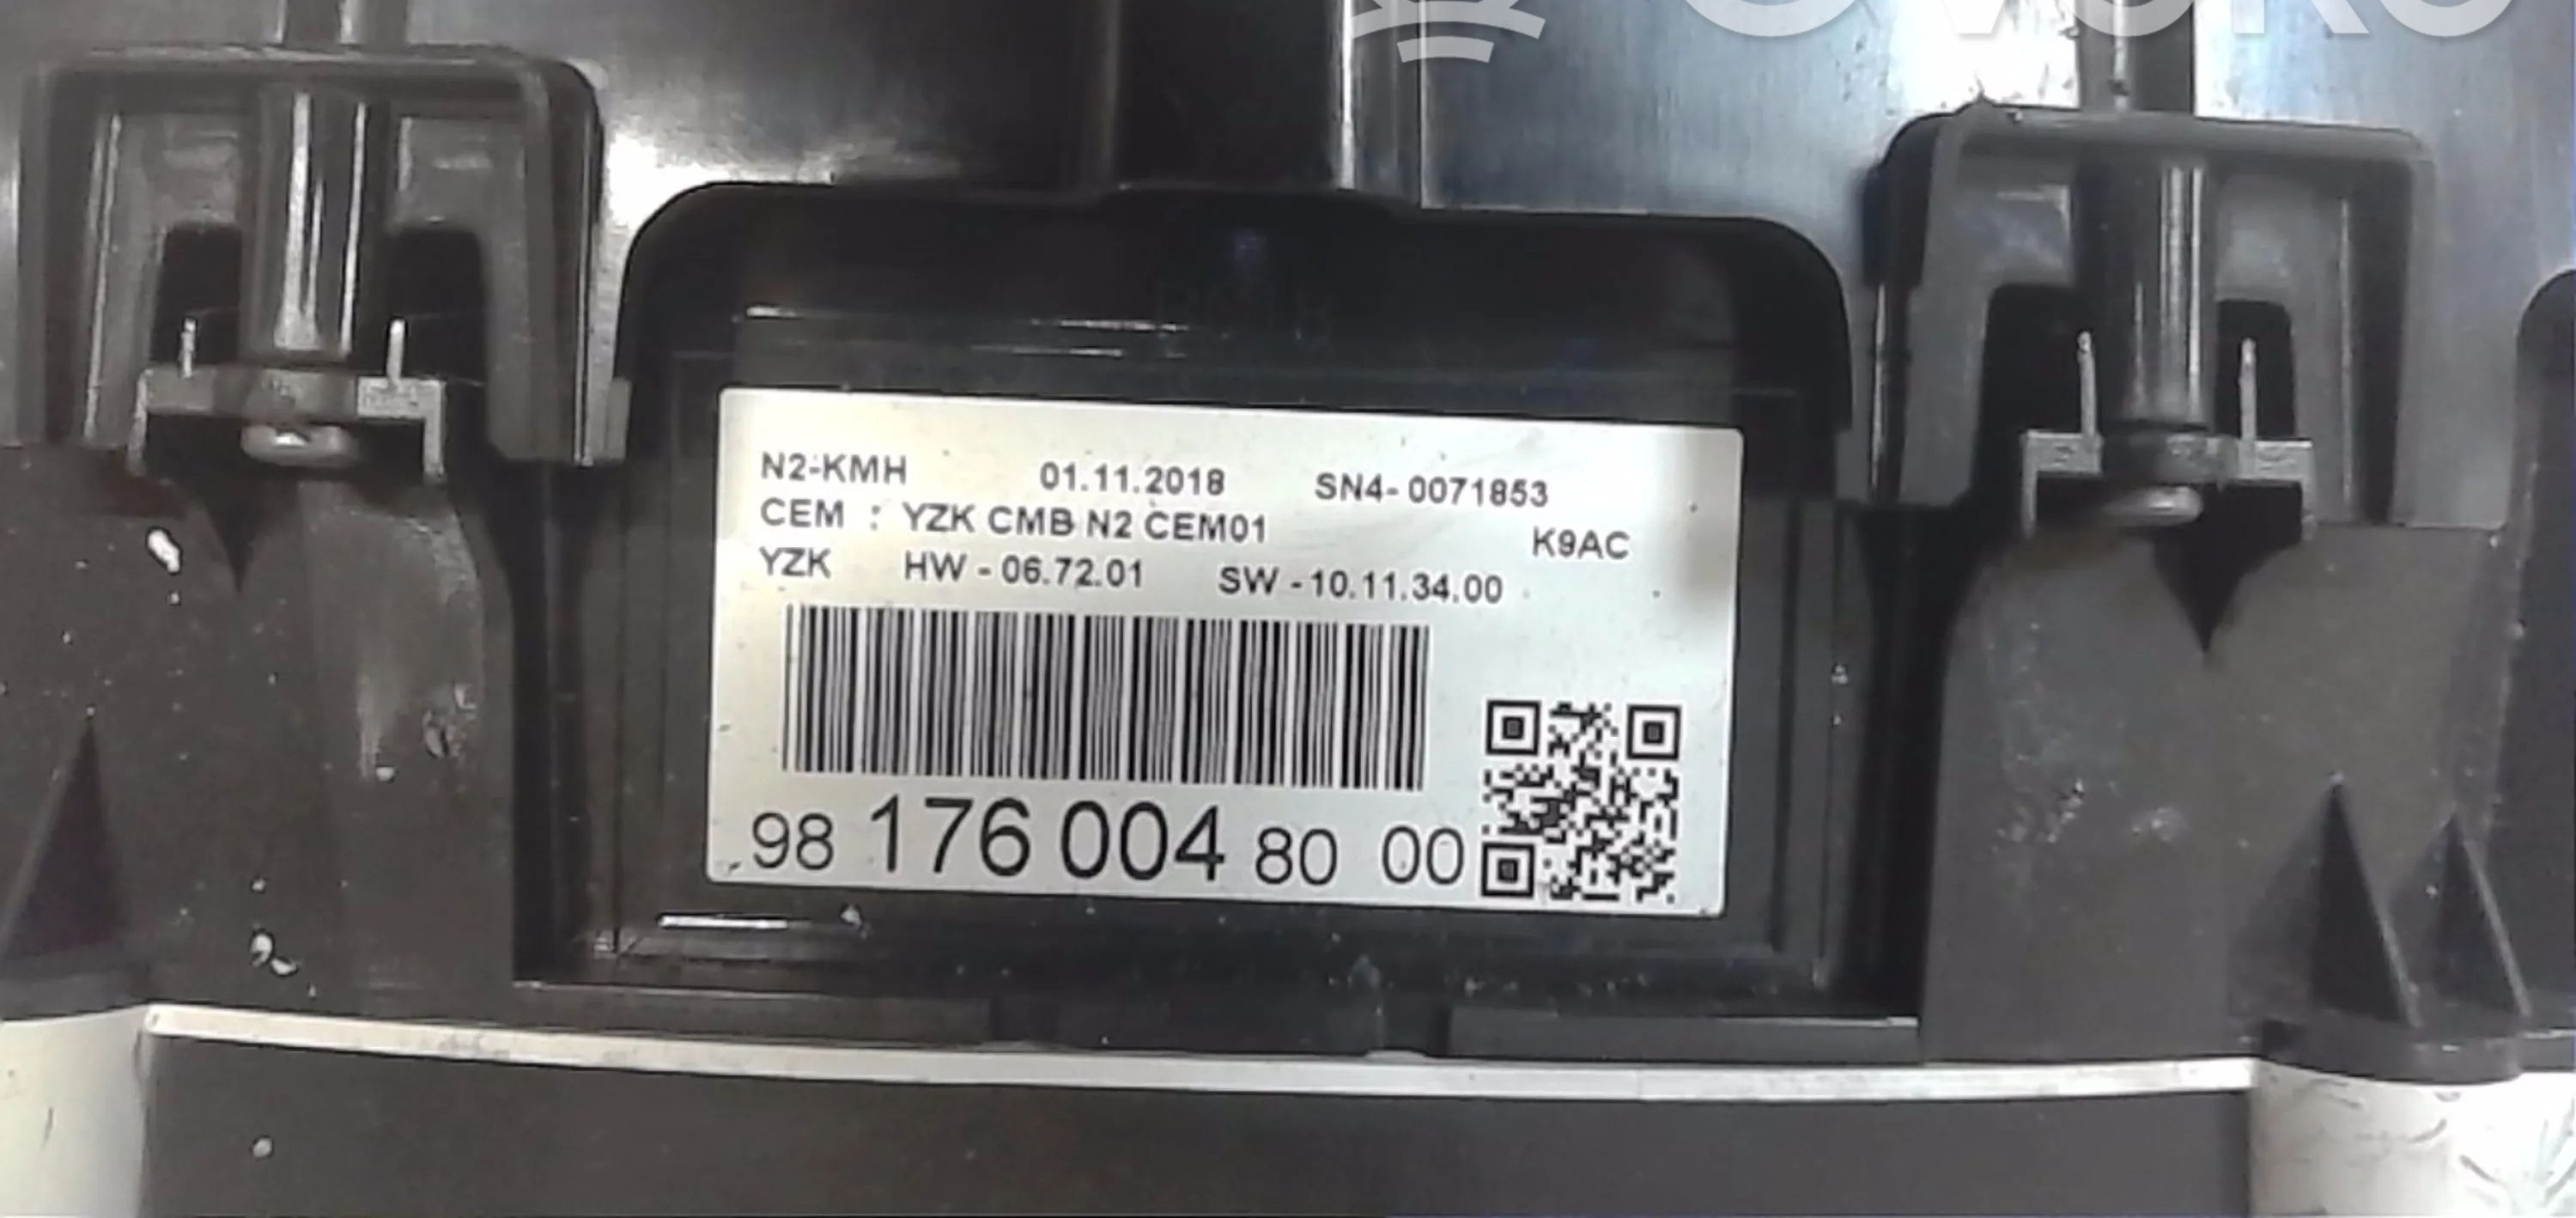 N2-KMH 01.11.2018 SN4-0071853
CEM : YZK CMB N2 CEM01
K9AC
YZK HW - 06.72.01 SW - 10.11.34.00
98 176 004 80 00